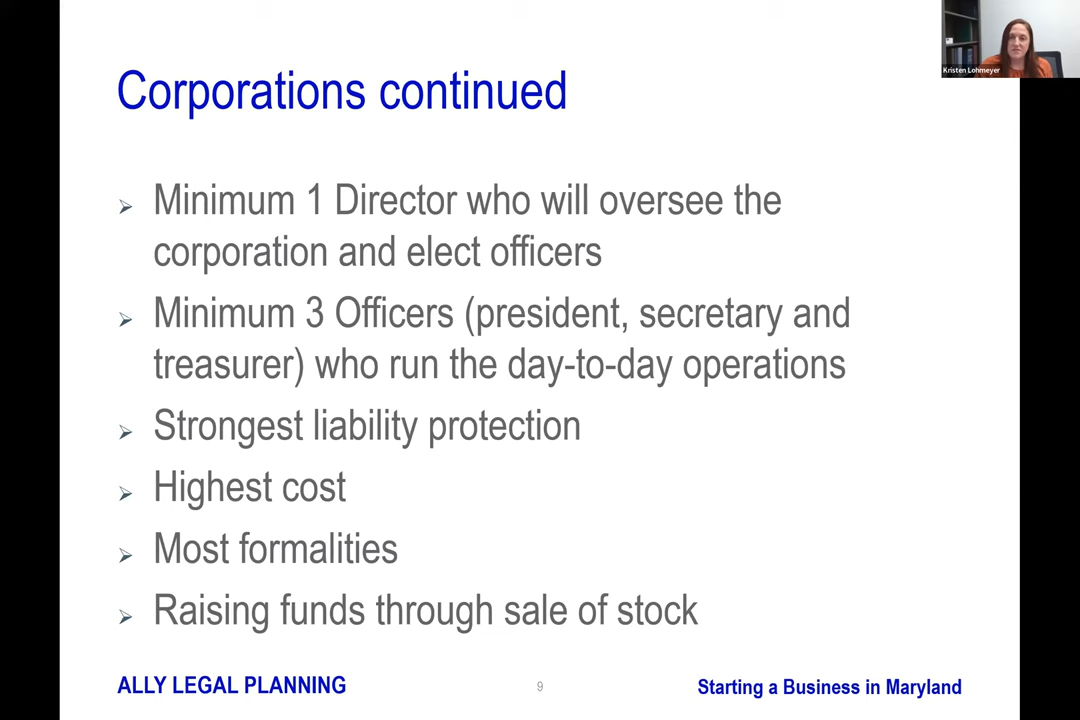 Kristen Lohmeyer
Corporations continued
Minimum 1 Director who will oversee the
corporation and elect officers
Minimum 3 Officers (president, secretary and
treasurer) who run the day-to-day operations
Strongest liability protection
Highest cost
Most formalities
Raising funds through sale of stock
ALLY LEGAL PLANNING
9
Starting a Business in Maryland